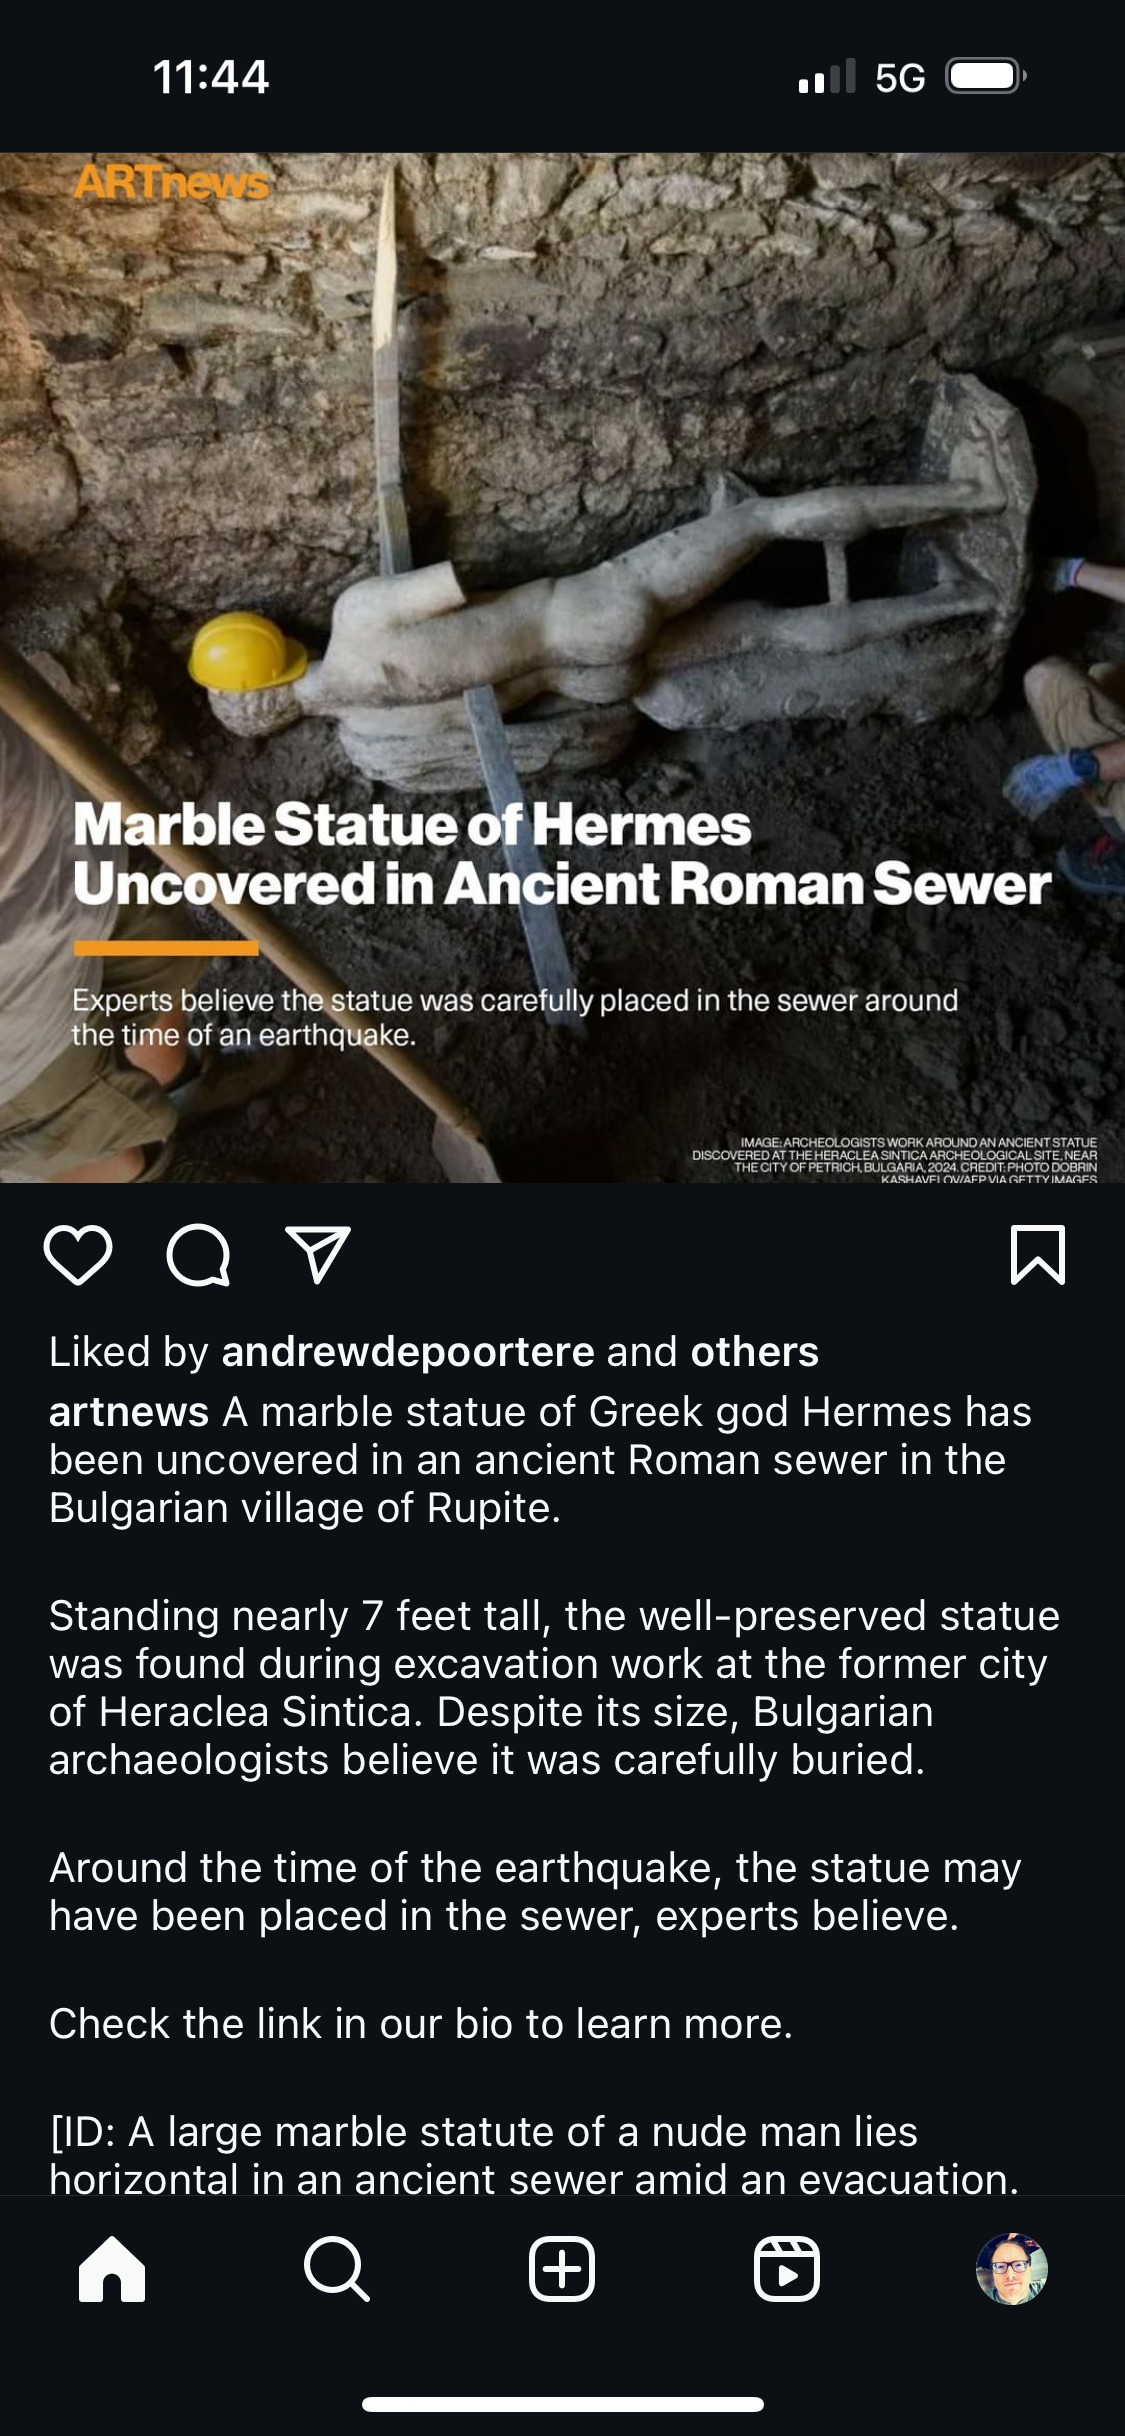 11:44
5G
ARTnews
Marble Statue of Hermes
Uncovered in Ancient Roman Sewer
Experts believe the statue was carefully placed in the sewer around
the time of an earthquake.
IMAGE: ARCHEOLOGISTS WORK AROUND AN ANCIENT STATUE
DISCOVERED AT THE HERACLEA SINTICA ARCHEOLOGICAL SITE, NEAR
THE CITY OF PETRICH, BULGARIA, 2024. CREDIT: PHOTO DOBRIN
KASHAVELOV/AFP VIA GETTY IMAGES
Liked by andrewdepoortere and others
artnews A marble statue of Greek god Hermes has
been uncovered in an ancient Roman sewer in the
Bulgarian village of Rupite.
Standing nearly 7 feet tall, the well-preserved statue
was found during excavation work at the former city
of Heraclea Sintica. Despite its size, Bulgarian
archaeologists believe it was carefully buried.
Around the time of the earthquake, the statue may
have been placed in the sewer, experts believe.
Check the link in our bio to learn more.
[ID: A large marble statute of a nude man lies
horizontal in an ancient sewer amid an evacuation.